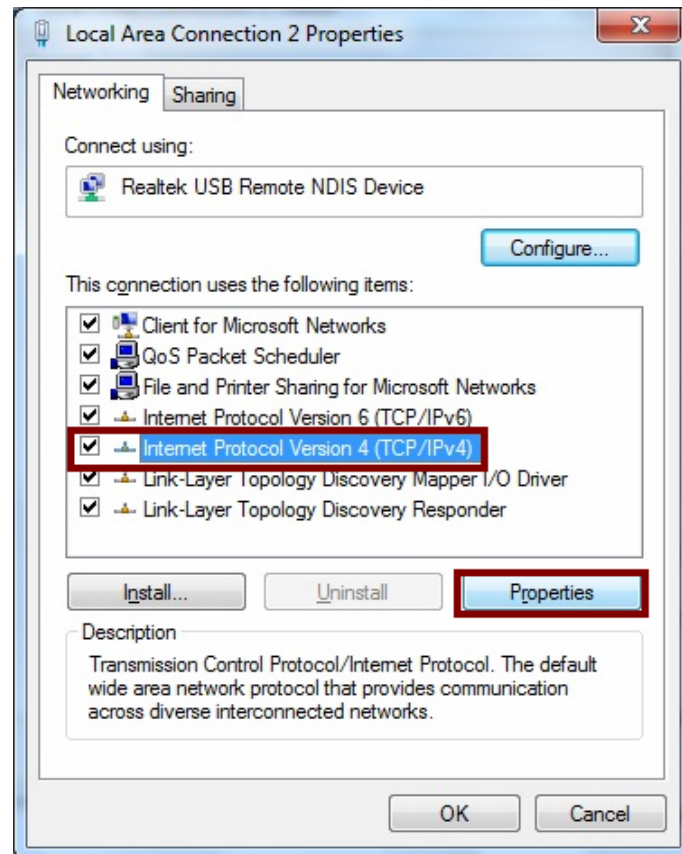 Local Area Connection 2 Properties
Networking
Sharing
Connect using:
Realtek USB Remote NDIS Device
Configure...
This connection uses the following items:
Client for Microsoft Networks
QoS Packet Scheduler
File and Printer Sharing for Microsoft Networks
Internet Protocol Version 6 (TCP/IPv6)
Internet Protocol Version 4 (TCP/IPv4)
Link-Layer Topology Discovery Mapper I/O Driver
Link-Layer Topology Discovery Responder
Install...
Uninstall
Properties
Description
Transmission Control Protocol/Internet Protocol. The default
wide area network protocol that provides communication
across diverse interconnected networks.
OK
Cancel